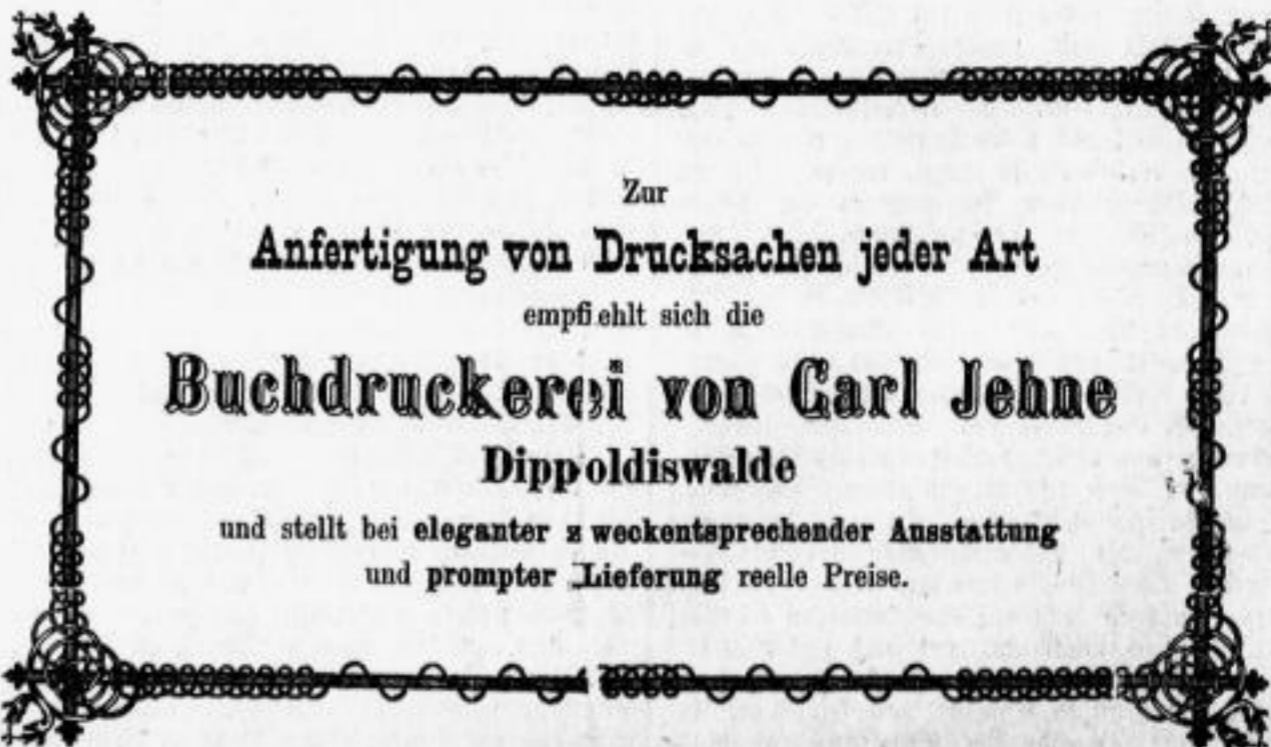 Zur
Anfertigung von Drucksachen jeder Art
empfiehlt sich die
Buchdruckerei von Carl Jehne
Dippoldiswalde
und stellt bei eleganter zweckentsprechender Ausstattung
und prompter Lieferung reelle Preise.